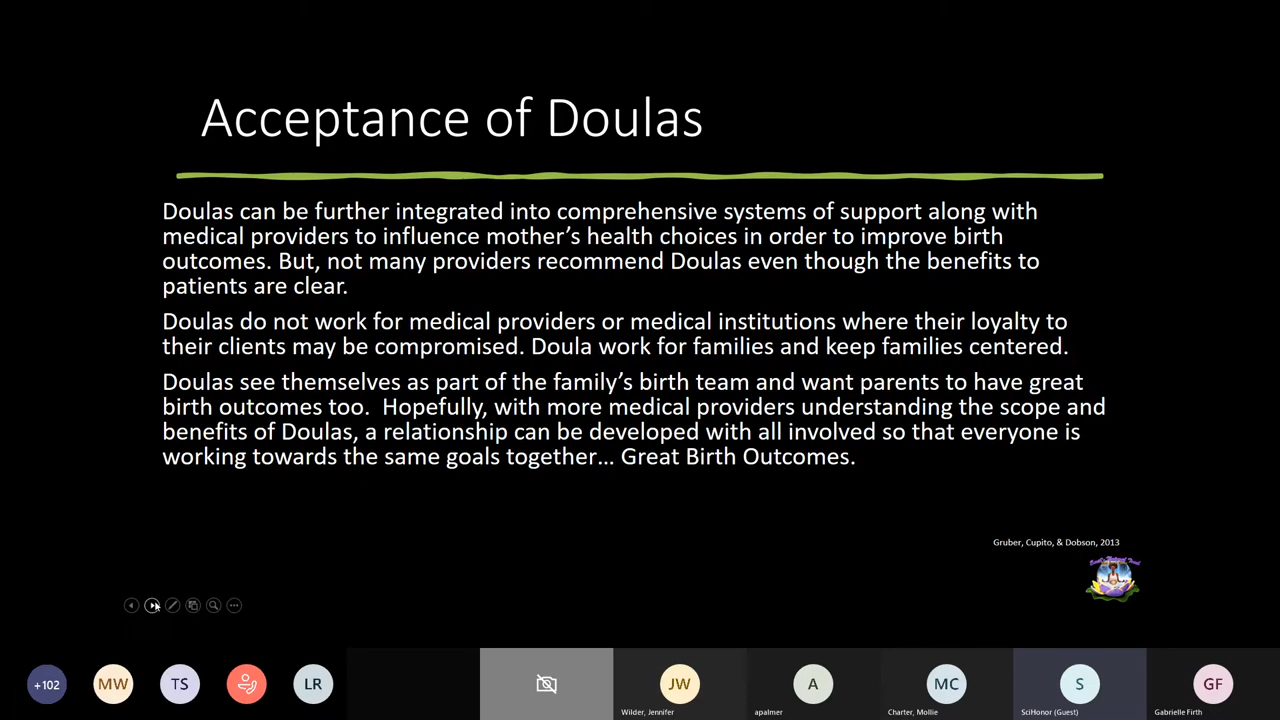 Acceptance of Doulas
Doulas can be further integrated into comprehensive systems of support along with
medical providers to influence mother’s health choices in order to improve birth
outcomes. But, not many providers recommend Doulas even though the benefits to
patients are clear.
Doulas do not work for medical providers or medical institutions where their loyalty to
their clients may be compromised. Doula work for families and keep families centered.
Doulas see themselves as part of the family’s birth team and want parents to have great
birth outcomes too.  Hopefully, with more medical providers understanding the scope and
benefits of Doulas, a relationship can be developed with all involved so that everyone is
working towards the same goals together… Great Birth Outcomes.
Gruber, Cupito, & Dobson, 2013
+102
MW
TS
LR
JW
A
MC
S
GF
Wilder, Jennifer
apalmer
Charter, Mollie
SciHonor (Guest)
Gabrielle Firth